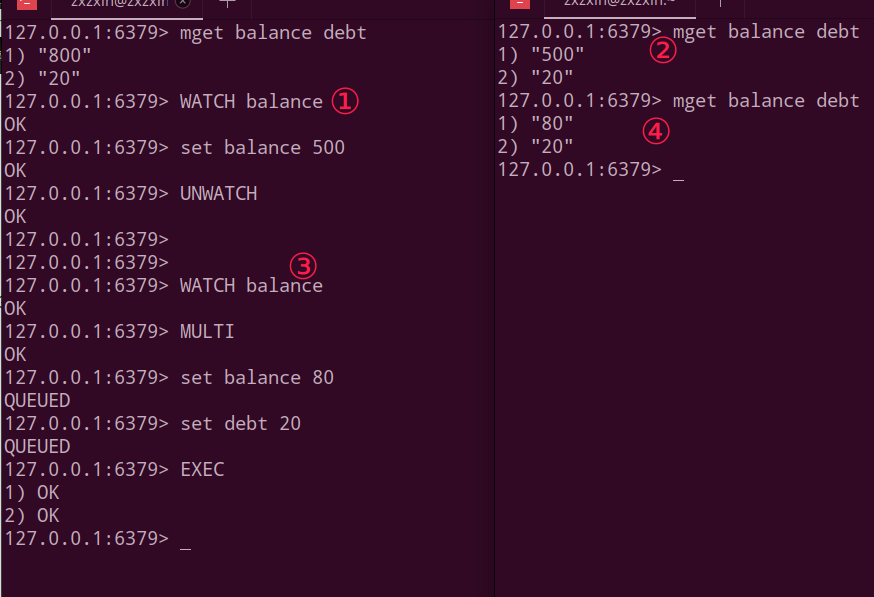 zxzxin@zxzxin
127.0.0.1:6379> mget balance debt
1) "800"
2) "20"
127.0.0.1:6379> WATCH balance ①
OK
127.0.0.1:6379> set balance 500
OK
127.0.0.1:6379> UNWATCH
OK
127.0.0.1:6379>
127.0.0.1:6379>
③
127.0.0.1:6379> WATCH balance
OK
127.0.0.1:6379> MULTI
OK
127.0.0.1:6379> set balance 80
QUEUED
127.0.0.1:6379> set debt 20
QUEUED
127.0.0.1:6379> EXEC
1) OK
2) OK
127.0.0.1:6379> _
zxzxin@zxzxin:~
127.0.0.1:6379> mget balance debt
②
1) "500"
2) "20"
127.0.0.1:6379> mget balance debt
1) "80"
④
2) "20"
127.0.0.1:6379> _